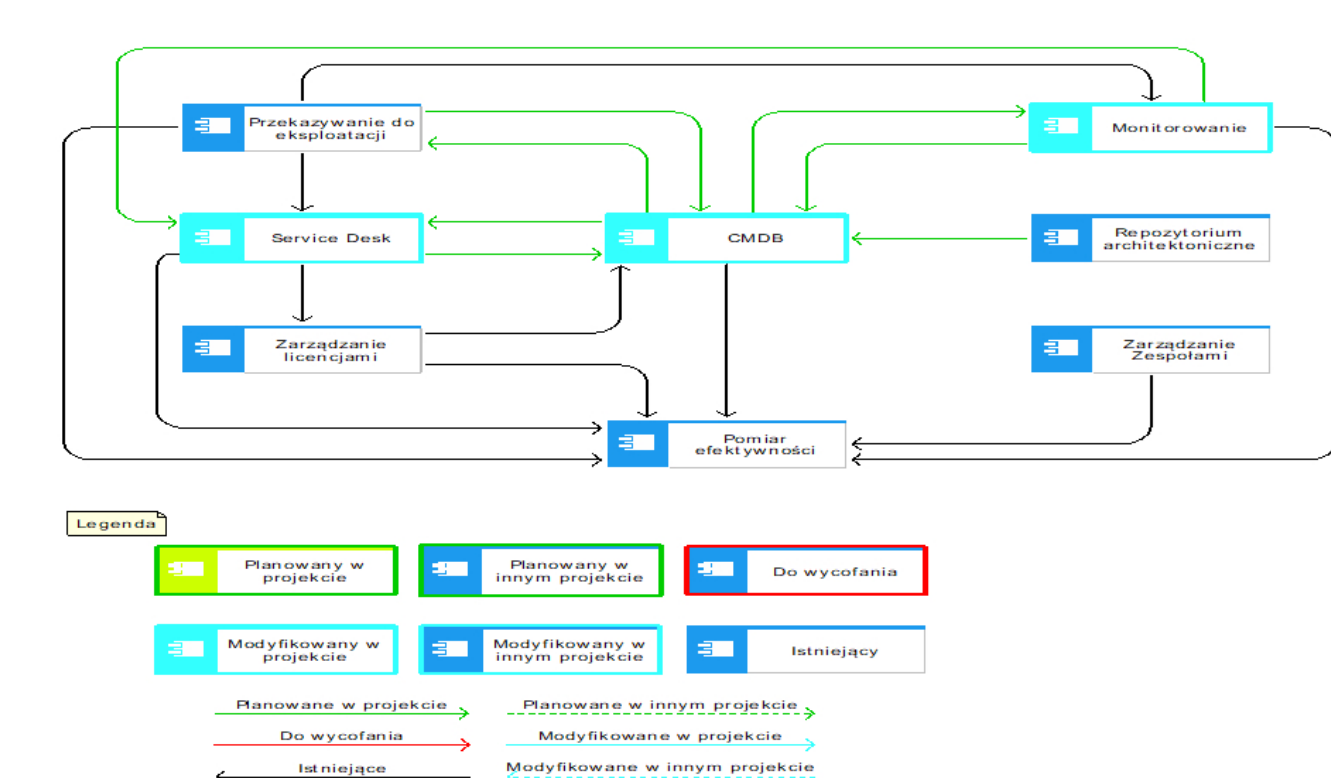 Przekazywanie do
eksploatacji
Monitorowanie
Service Desk
CMDB
Repozytorium
architektoniczne
Zarządzanie
licencjami
Zarządzanie
Zespołami
Pomiar
efektywności
Legenda
Planowany w
projekcie
Planowany w
innym projekcie
Do wycofania
Modyfikowany w
projekcie
Modyfikowany w
innym projekcie
Istniejący
Planowane w projekcie
Planowane w innym projekcie
Do wycofania
Modyfikowane w projekcie
Istniejące
Modyfikowane w innym projekcie